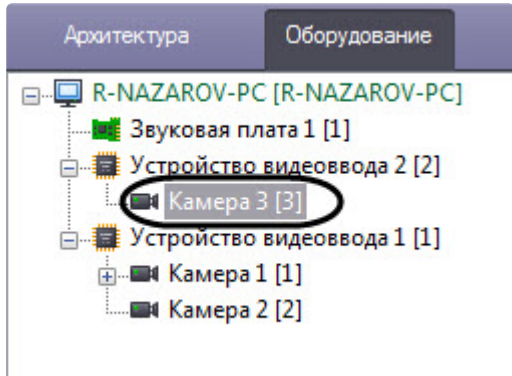 Архитектура Оборудование
R-NAZAROV-PC [R-NAZAROV-PC]
Звуковая плата 1 [1]
Устройство видеоввода 2 [2]
Камера 3 [3]
Устройство видеоввода 1 [1]
Камера 1 [1]
Камера 2 [2]